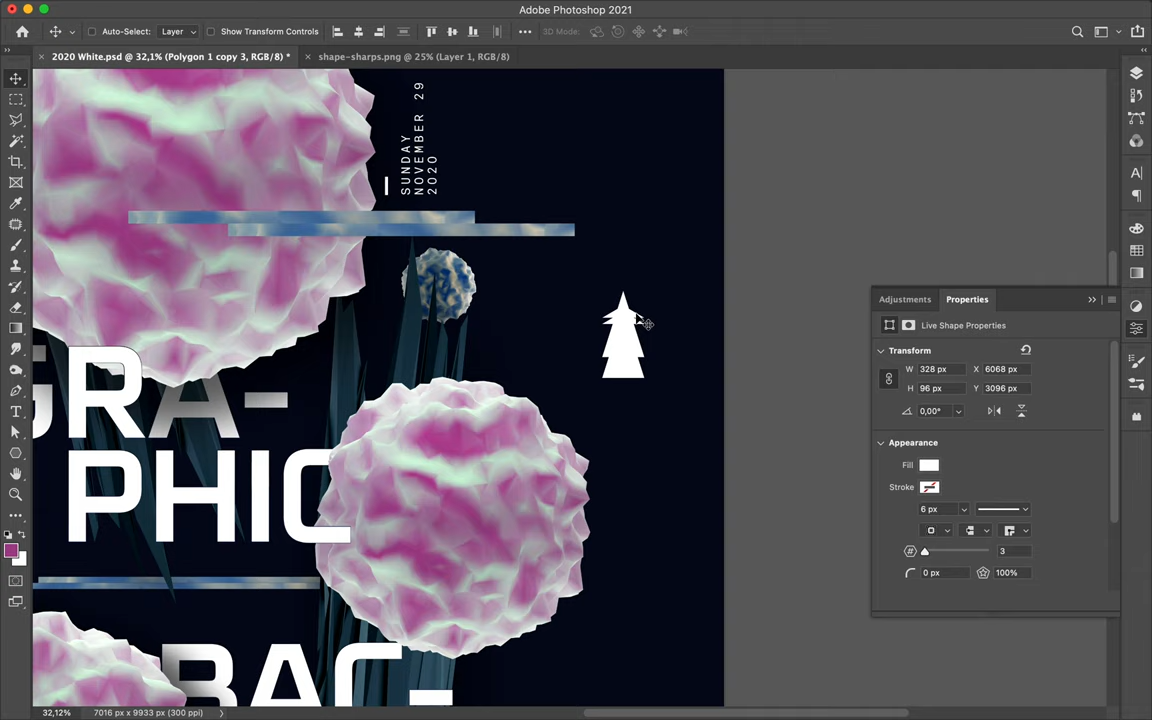 Adobe Photoshop 2021
Auto-Select: Layer Show Transform Controls 3D Mode:
2020 White.psd @ 32,1% (Polygon 1 copy 3, RGB/8) * shape-sharps.png @ 25% (Layer 1, RGB/8)
SUNDAY
NOVEMBER 29
2020
GRA-
PHIC
BAC-
Adjustments Properties
Live Shape Properties
Transform
W 328 px X 6068 px
H 96 px Y 3096 px
0,00°
Appearance
Fill
Stroke
6 px
3
0 px 100%
32,12% 7016 px x 9933 px (300 ppi)